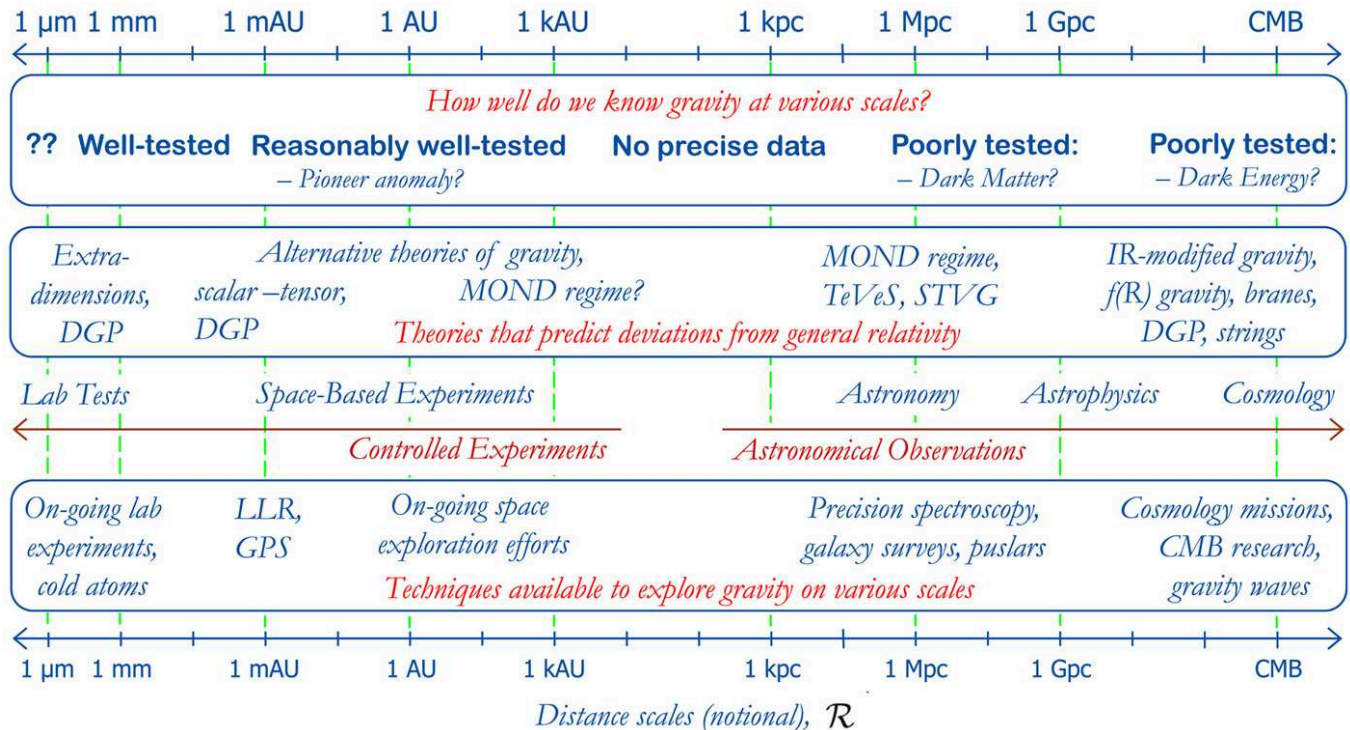 1 μm 1 mm 1 mAU 1 AU 1 kAU 1 kpc 1 Mpc 1 Gpc CMB
How well do we know gravity at various scales?
?? Well-tested Reasonably well-tested No precise data Poorly tested: Poorly tested:
– Pioneer anomaly? – Dark Matter? – Dark Energy?
Extra- Alternative theories of gravity, MOND regime, IR-modified gravity,
dimensions, scalar –tensor, MOND regime? TeVeS, STVG f(R) gravity, branes,
DGP DGP Theories that predict deviations from general relativity DGP, strings
Lab Tests Space-Based Experiments Astronomy Astrophysics Cosmology
Controlled Experiments Astronomical Observations
On-going lab LLR, On-going space Precision spectroscopy, Cosmology missions,
experiments, GPS exploration efforts galaxy surveys, puslars CMB research,
cold atoms Techniques available to explore gravity on various scales gravity waves
1 μm 1 mm 1 mAU 1 AU 1 kAU 1 kpc 1 Mpc 1 Gpc CMB
Distance scales (notional), R